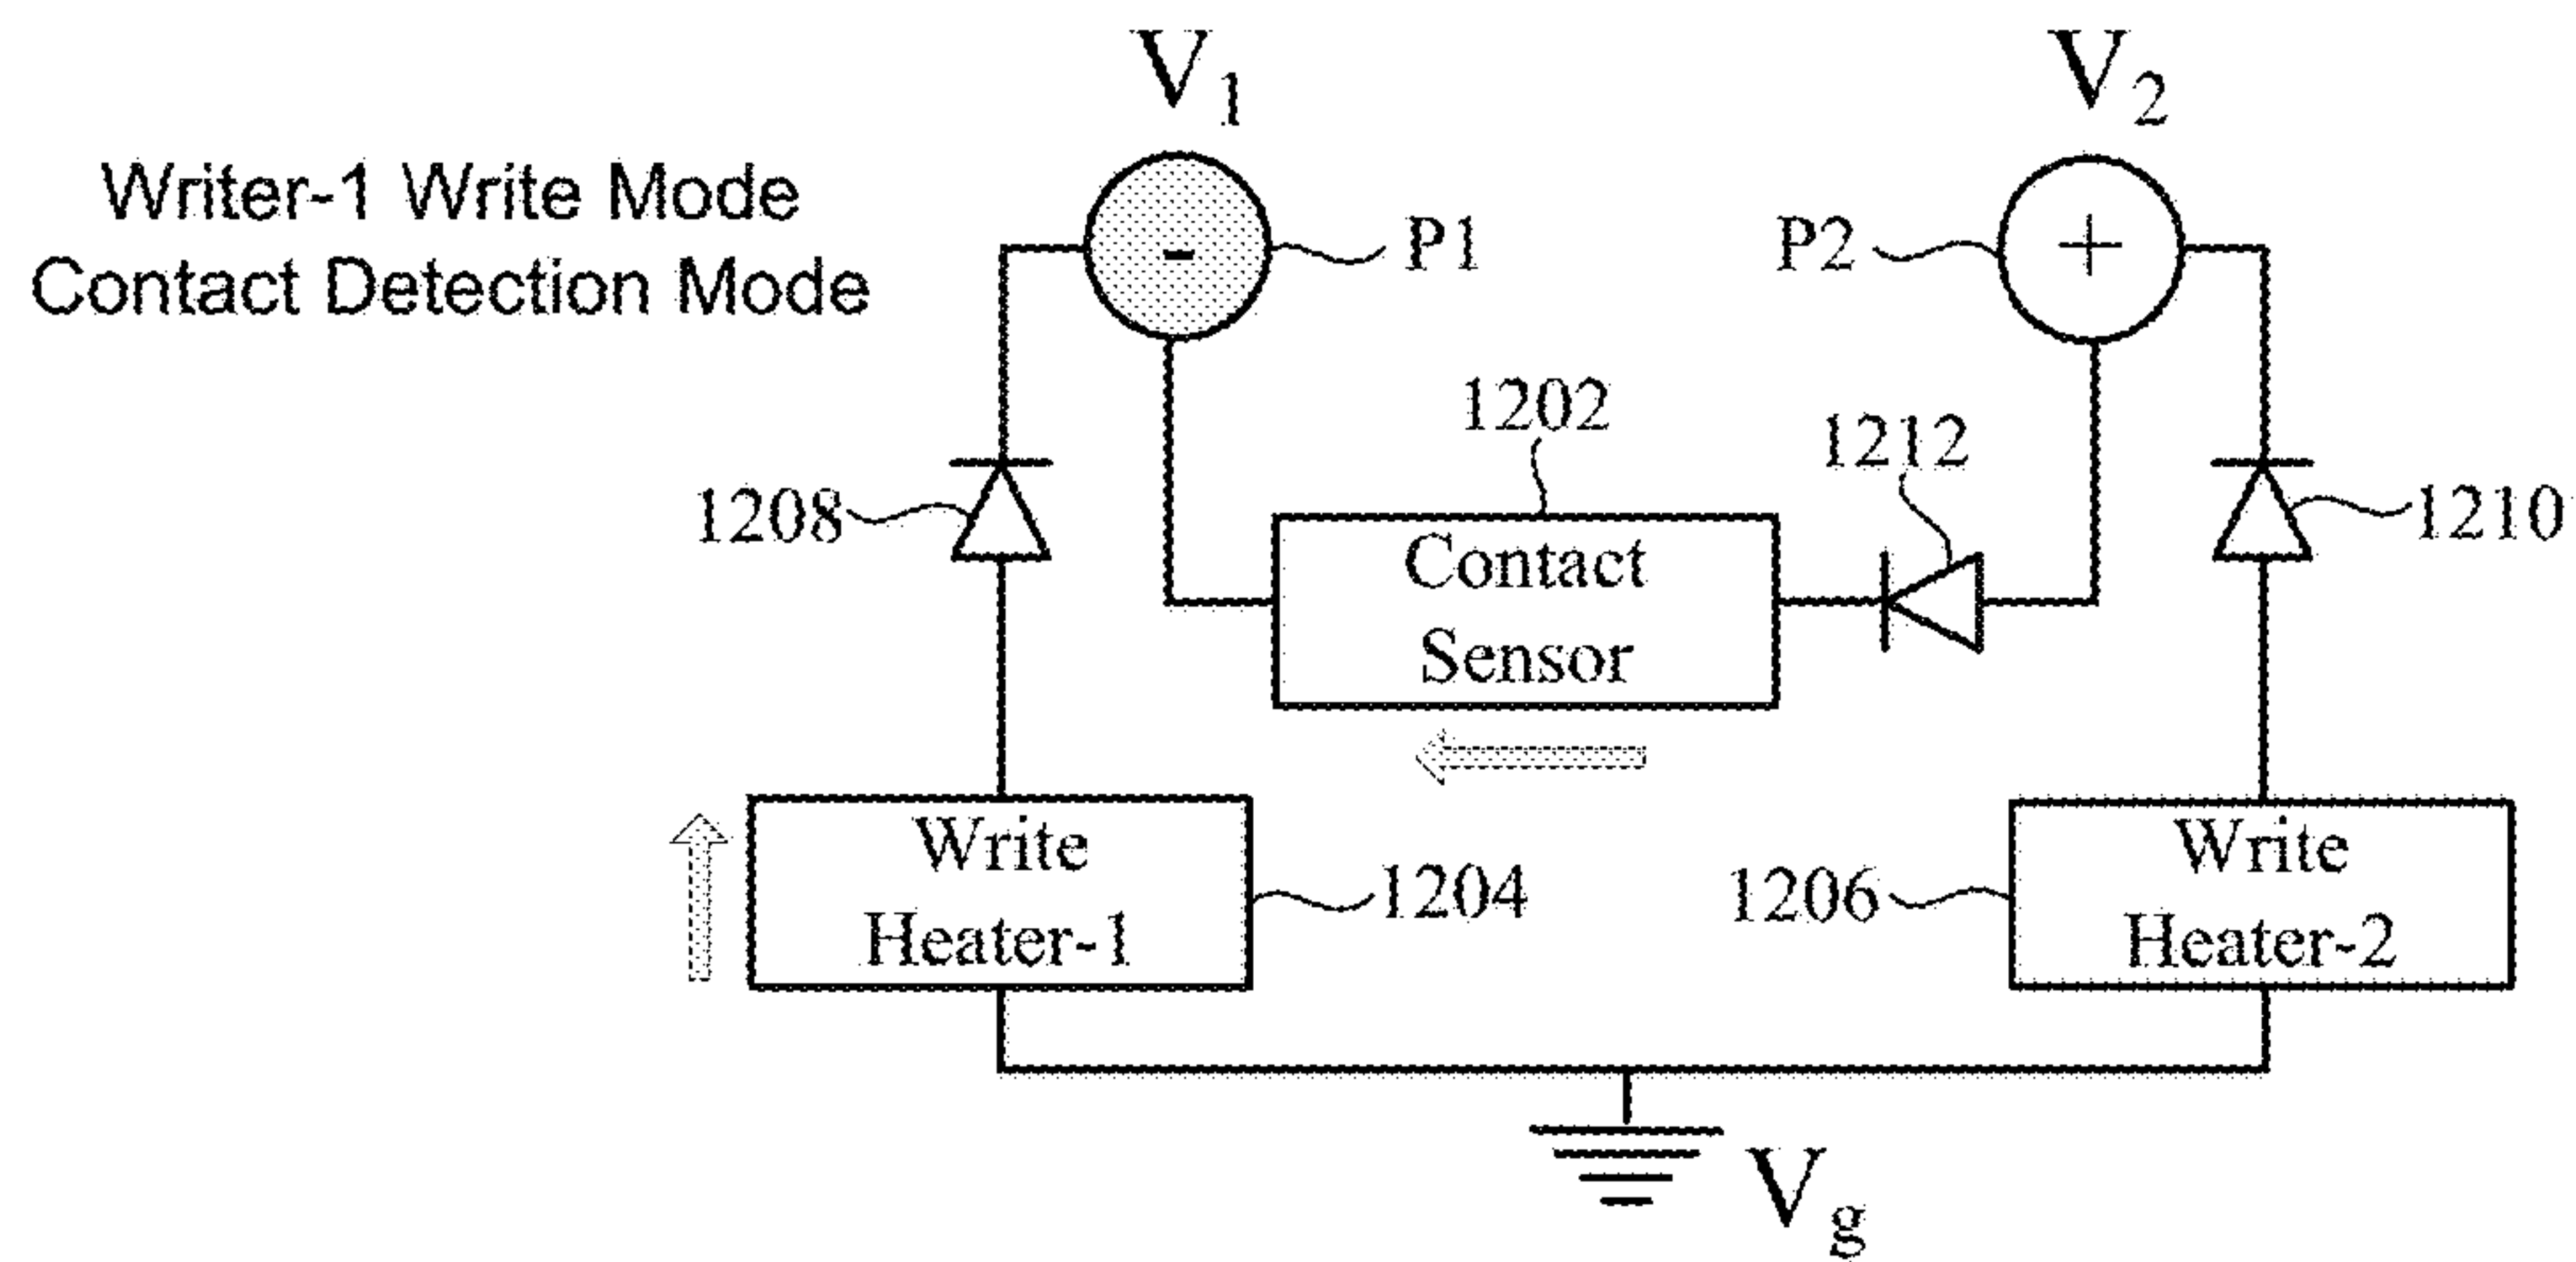 V1
V2
Writer-1 Write Mode
Contact Detection Mode
-
P1
P2
+
1202
1212
1208
1210
Contact
Sensor
Write
Heater-1
1204
1206
Write
Heater-2
Vg